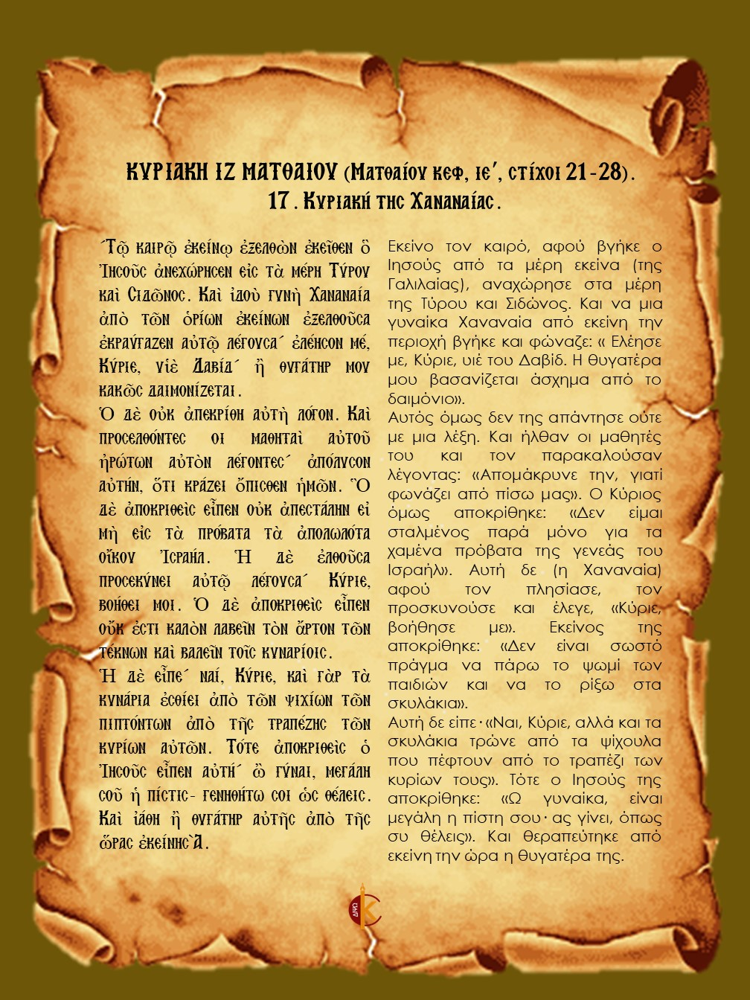 ΚΥΡΙΑΚΗ ΙΖ ΜΑΤΘΑΙΟΥ (Ματθαίου κεφ, ιε΄, στίχοι 21-28).
17 . Κυριακή της Χαναναίας.
΄Τῷ καιρῷ ἐκείνῳ ἐξελθὼν ἐκεῖθεν ὃ
Ἰησοῦς ἀνεχώρησεν εἰς τὰ μέρη Τύρου
καὶ Σιδῶνος. Καὶ ἰδοὺ γυνὴ Χαναναία
ἀπὸ τῶν ὁρίων ἐκείνων ἐξελθοῦσα
ἐκραύγαζεν αὐτῷ λέγουσα΄ ἐλέησον μέ,
Κύριε, υἱὲ Δαβίδ΄ ἢ θυγάτηρ μου
κακῶς δαιμονίζεται.
Ὁ δὲ οὐκ ἀπεκρίθη αὐτὴ λόγον. Καὶ
προσελθόντες οι μαθηταὶ αὐτοῦ
ἠρώτων αὐτὸν λέγοντες΄ ἀπόλυσον
αὐτήν, ὅτι κράζει ὄπισθεν ἡμῶν. Ὃ
δὲ ἀποκριθεὶς εἶπεν οὐκ ἀπεστάλην εἰ
μὴ εἰς τὰ πρόβατα τὰ ἀπολωλότα
οἴκου Ἰσραήλ. Ἡ δὲ ἐλθοῦσα
προσεκύνει αὐτῷ λέγουσα΄ Κύριε,
βοήθει μοι. Ὁ δὲ ἀποκριθεὶς εἶπεν
οὔκ ἐστι καλὸν λαβεῖν τὸν ἄρτον τῶν
τέκνων καὶ βαλεῖν τοῖς κυναρίοις.
Ἡ δὲ εἶπε΄ ναί, Κύριε, καὶ γὰρ τὰ
κυνάρια ἐσθίει ἀπὸ τῶν ψιχίων τῶν
πιπτόντων ἀπὸ τῆς τραπέζης τῶν
κυρίων αὐτῶν. Τότε ἀποκριθεὶς ὁ
Ἰησοῦς εἶπεν αὐτή΄ ὢ γύναι, μεγάλη
σοῦ ἡ πίστις- γενηθήτω σοι ὡς θέλεις.
Καὶ ἰάθη ἢ θυγάτηρ αὐτῆς ἀπὸ τῆς
ὥρας ἐκείνης`Α.
Εκείνο τον καιρό, αφού βγήκε ο
Ιησούς από τα μέρη εκείνα (της
Γαλιλαίας), αναχώρησε στα μέρη
της Τύρου και Σιδώνος. Και να μια
γυναίκα Χαναναία από εκείνη την
περιοχή βγήκε και φώναζε: « Ελέησε
με, Κύριε, υιέ του Δαβίδ. Η θυγατέρα
μου βασανίζεται άσχημα από το
δαιμόνιο».
Αυτός όμως δεν της απάντησε ούτε
με μια λέξη. Και ήλθαν οι μαθητές
του και τον παρακαλούσαν
λέγοντας: «Απομάκρυνε την, γιατί
φωνάζει από πίσω μας». Ο Κύριος
όμως αποκρίθηκε: «Δεν είμαι
σταλμένος παρά μόνο για τα
χαμένα πρόβατα της γενεάς του
Ισραήλ». Αυτή δε (η Χαναναία)
αφού τον πλησίασε, τον
προσκυνούσε και έλεγε, «Κύριε,
βοήθησε με». Εκείνος της
αποκρίθηκε: «Δεν είναι σωστό
πράγμα να πάρω το ψωμί των
παιδιών και να το ρίξω στα
σκυλάκια».
Αυτή δε είπε·«Ναι, Κύριε, αλλά και τα
σκυλάκια τρώνε από τα ψίχουλα
που πέφτουν από το τραπέζι των
κυρίων τους». Τότε ο Ιησούς της
αποκρίθηκε: «Ω γυναίκα, είναι
μεγάλη η πίστη σου· ας γίνει, όπως
συ θέλεις». Και θεραπεύτηκε από
εκείνη την ώρα η θυγατέρα της.
ΔΙΨΩ